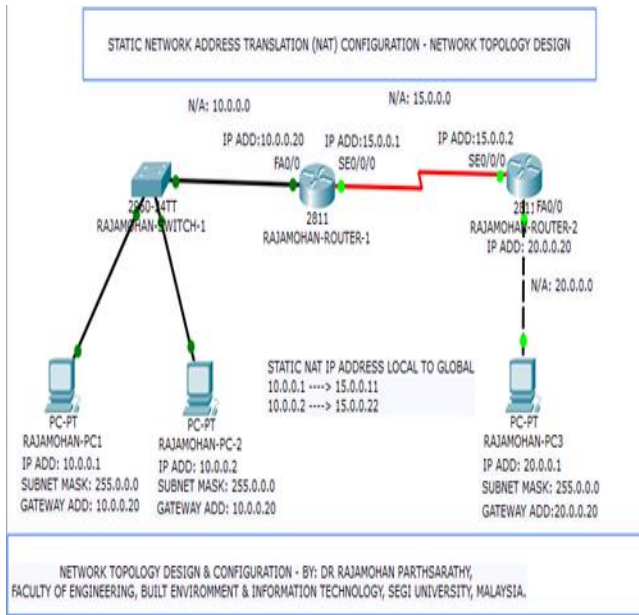 STATIC NETWORK ADDRESS TRANSLATION (NAT) CONFIGURATION - NETWORK TOPOLOGY DESIGN
N/A: 10.0.0.0
N/A: 15.0.0.0
IP ADD:10.0.0.20
FA0/0
IP ADD:15.0.0.1
SE0/0/0
IP ADD:15.0.0.2
SE0/0/0
2960-24TT
RAJAMOHAN-SWITCH-1
2811
RAJAMOHAN-ROUTER-1
2811
FA0/0
RAJAMOHAN-ROUTER-2
IP ADD: 20.0.0.20
N/A: 20.0.0.0
STATIC NAT IP ADDRESS LOCAL TO GLOBAL
10.0.0.1 ----> 15.0.0.11
10.0.0.2 ----> 15.0.0.22
PC-PT
RAJAMOHAN-PC1
IP ADD: 10.0.0.1
SUBNET MASK: 255.0.0.0
GATEWAY ADD: 10.0.0.20
PC-PT
RAJAMOHAN-PC-2
IP ADD: 10.0.0.2
SUBNET MASK: 255.0.0.0
GATEWAY ADD: 10.0.0.20
PC-PT
RAJAMOHAN-PC3
IP ADD: 20.0.0.1
SUBNET MASK: 255.0.0.0
GATEWAY ADD:20.0.0.20
NETWORK TOPOLOGY DESIGN & CONFIGURATION - BY: DR RAJAMOHAN PARTHSARATHY,
FACULTY OF ENGINEERING, BUILT ENVIRONMENT & INFORMATION TECHNOLOGY, SEGI UNIVERSITY, MALAYSIA.